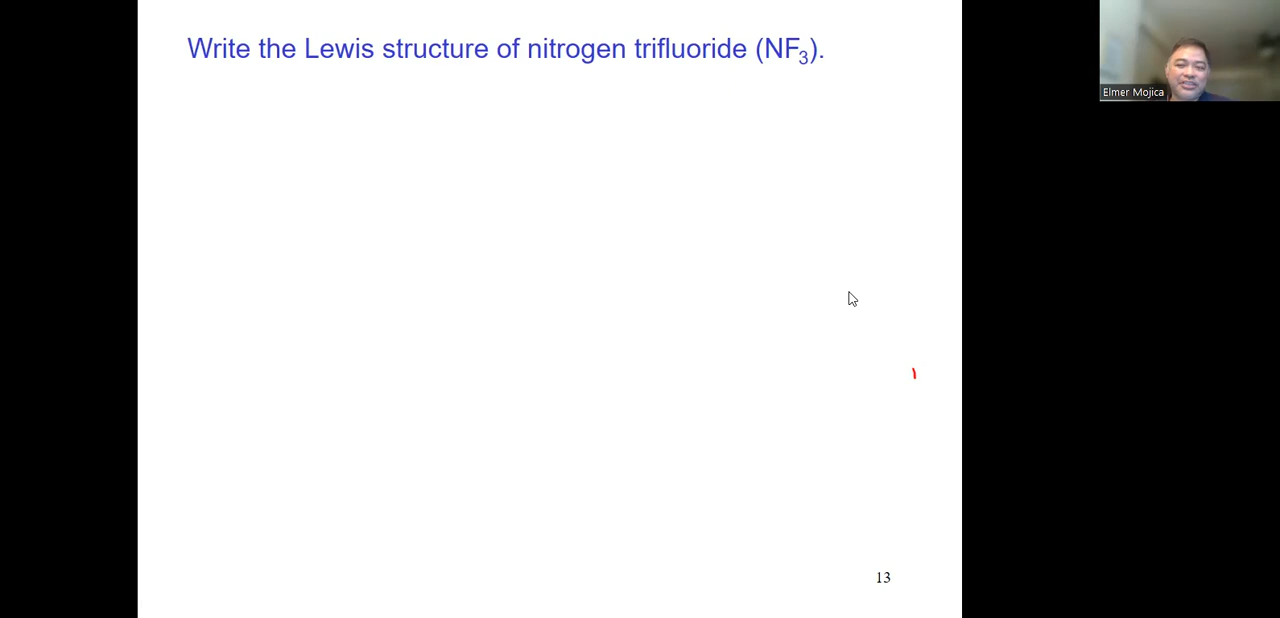 Write the Lewis structure of nitrogen trifluoride (NF₃).
Elmer Mojica
13